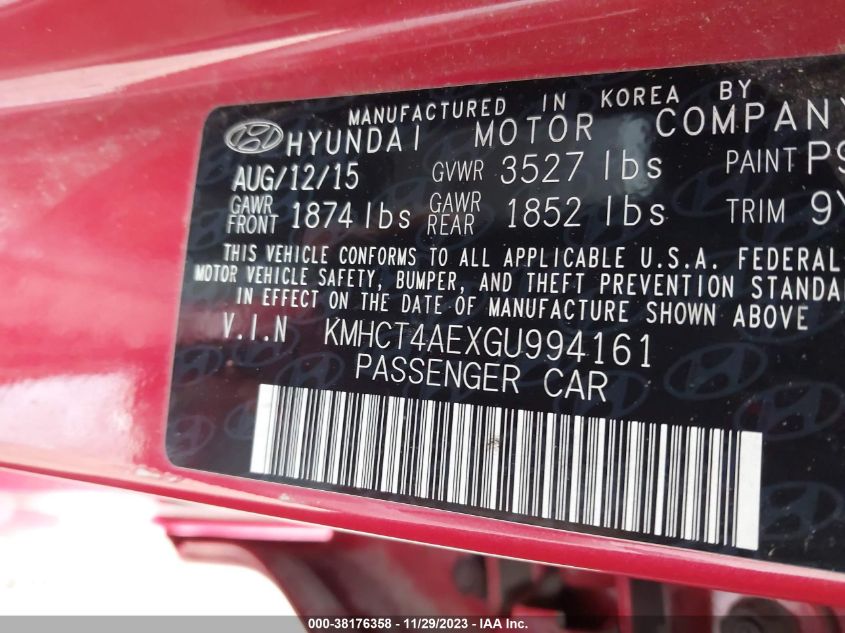 MANUFACTURED IN KOREA BY
HYUNDAI MOTOR COMPANY
AUG/12/15 GVWR 3527 lbs PAINT
GAWR FRONT 1874 lbs GAWR REAR 1852 lbs TRIM
THIS VEHICLE CONFORMS TO ALL APPLICABLE U.S.A. FEDERAL
MOTOR VEHICLE SAFETY, BUMPER, AND THEFT PREVENTION STANDA
IN EFFECT ON THE DATE OF MANUFACTURE SHOWN ABOVE
V.I.N KMHCT4AEXGU994161
PASSENGER CAR
000-38176358 - 11/29/2023 - IAA Inc.